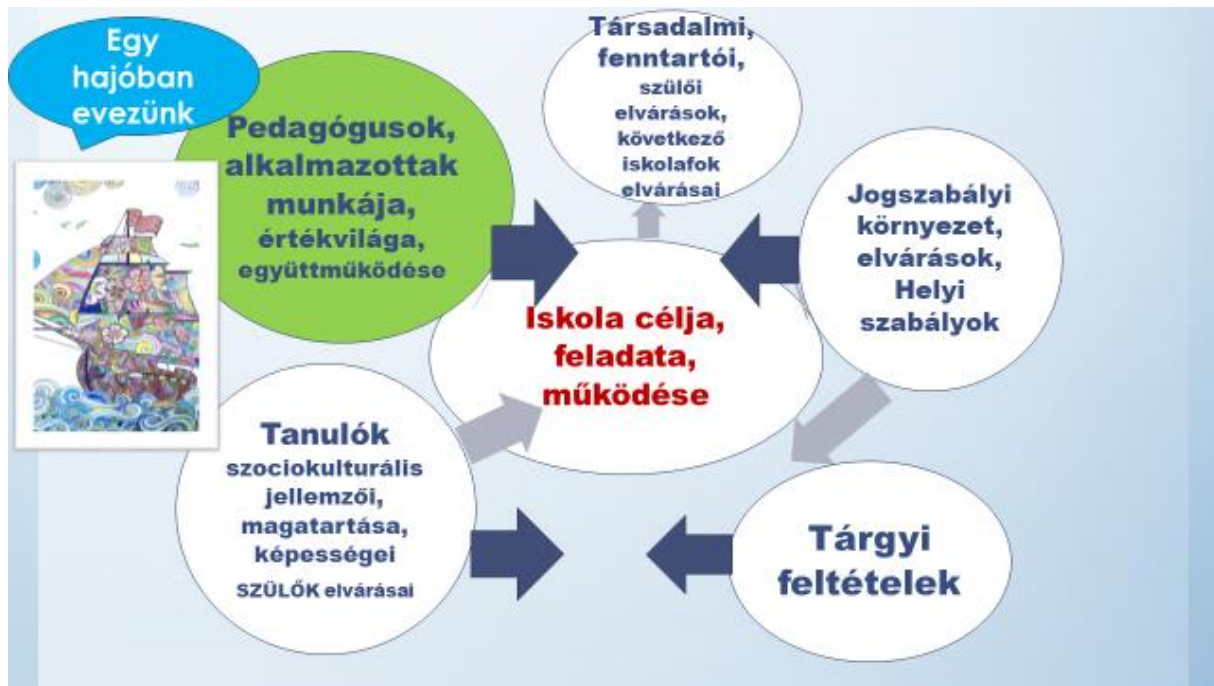 Egy
hajóban
evezünk
Pedagógusok,
alkalmazottak
munkája,
értékvilága,
együttműködése
Társadalmi,
fenntartói,
szülői
elvárások,
következő
iskolafok
elvárásai
Jogszabályi
környezet,
elvárások,
Helyi
szabályok
Iskola célja,
feladata,
működése
Tanulók
szociokulturális
jellemzői,
magatartása,
képességei
SZÜLŐK elvárásai
Tárgyi
feltételek